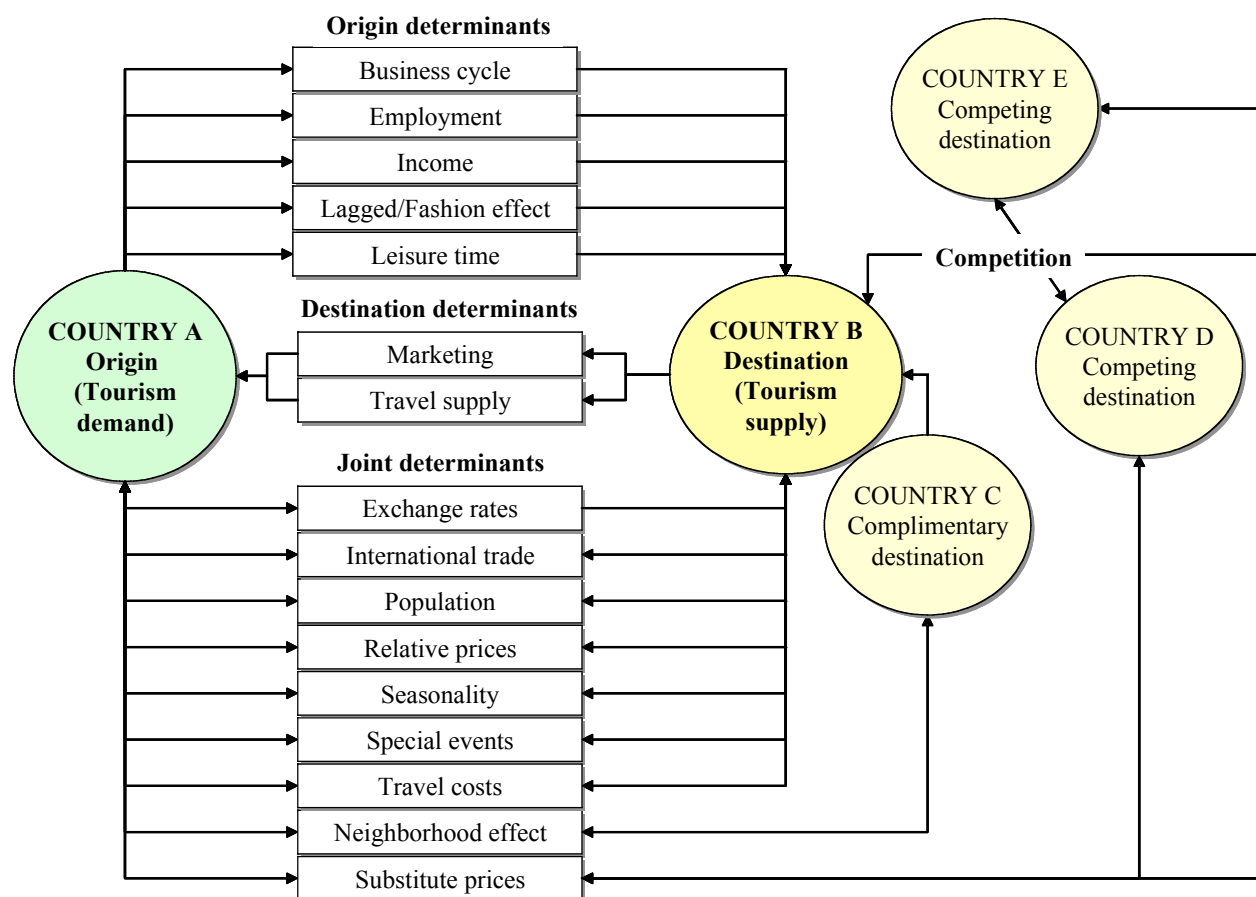 Origin determinants
Business cycle
Employment
Income
Lagged/Fashion effect
Leisure time
COUNTRY A
Origin
(Tourism
demand)
Destination determinants
Marketing
Travel supply
COUNTRY B
Destination
(Tourism
supply)
COUNTRY E
Competing
destination
Competition
COUNTRY D
Competing
destination
COUNTRY C
Complimentary
destination
Joint determinants
Exchange rates
International trade
Population
Relative prices
Seasonality
Special events
Travel costs
Neighborhood effect
Substitute prices